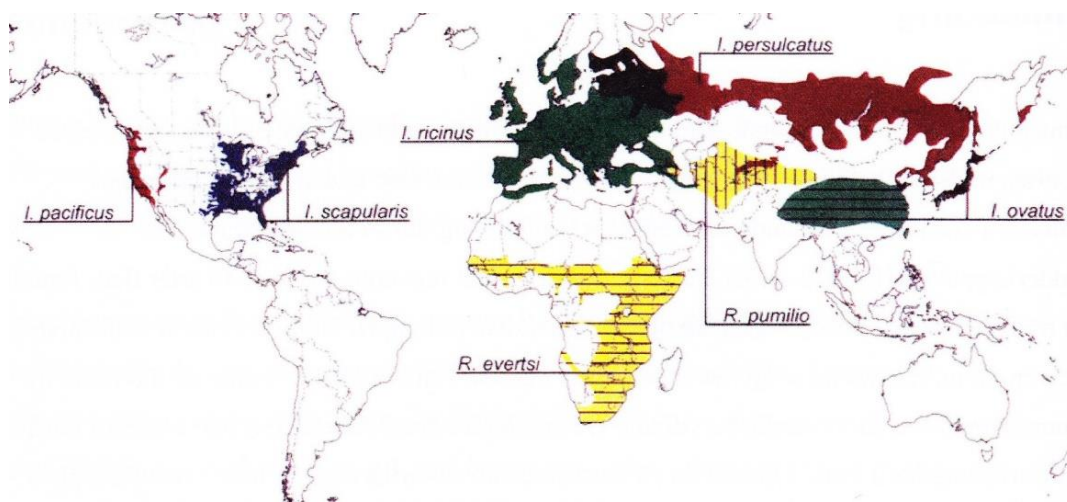 I. persulcatus
I. ricinus
I. pacificus
I. scapularis
I. ovatus
R. pumilio
R. evertsi